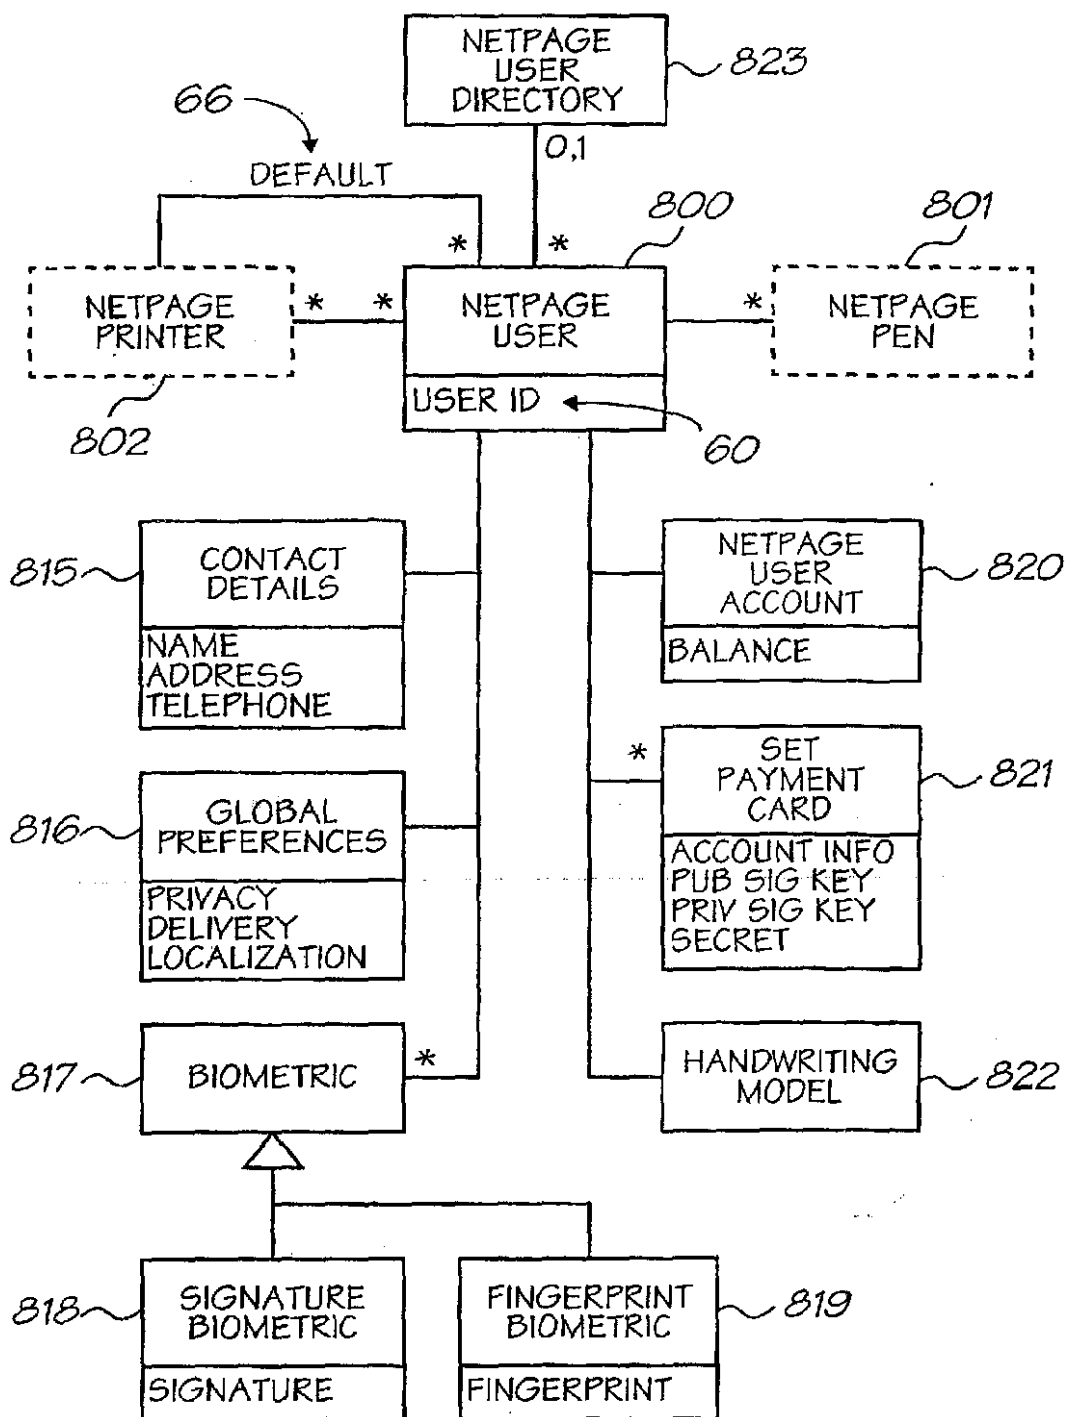 NETPAGE
USER
DIRECTORY
823
66
0,1
DEFAULT
800
801
*
*
NETPAGE
PRINTER
*
*
NETPAGE
USER
*
NETPAGE
PEN
USER ID
802
60
815
CONTACT
DETAILS
NAME
ADDRESS
TELEPHONE
NETPAGE
USER
ACCOUNT
820
BALANCE
816
GLOBAL
PREFERENCES
PRIVACY
DELIVERY
LOCALIZATION
*
SET
PAYMENT
CARD
821
ACCOUNT INFO
PUB SIG KEY
PRIV SIG KEY
SECRET
817
BIOMETRIC
*
HANDWRITING
MODEL
822
818
SIGNATURE
BIOMETRIC
SIGNATURE
FINGERPRINT
BIOMETRIC
819
FINGERPRINT